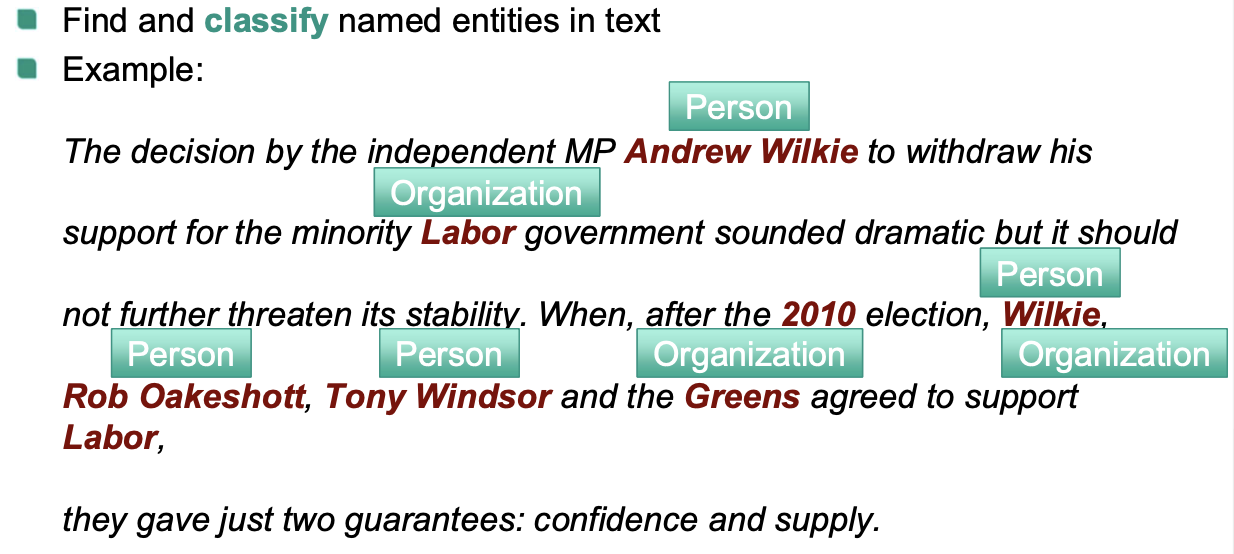 Find and classify named entities in text
Example:
Person
The decision by the independent MP Andrew Wilkie to withdraw his
Organization
support for the minority Labor government sounded dramatic but it should
Person
not further threaten its stability. When, after the 2010 election, Wilkie,
Person Person Organization Organization
Rob Oakeshott, Tony Windsor and the Greens agreed to support
Labor,
they gave just two guarantees: confidence and supply.